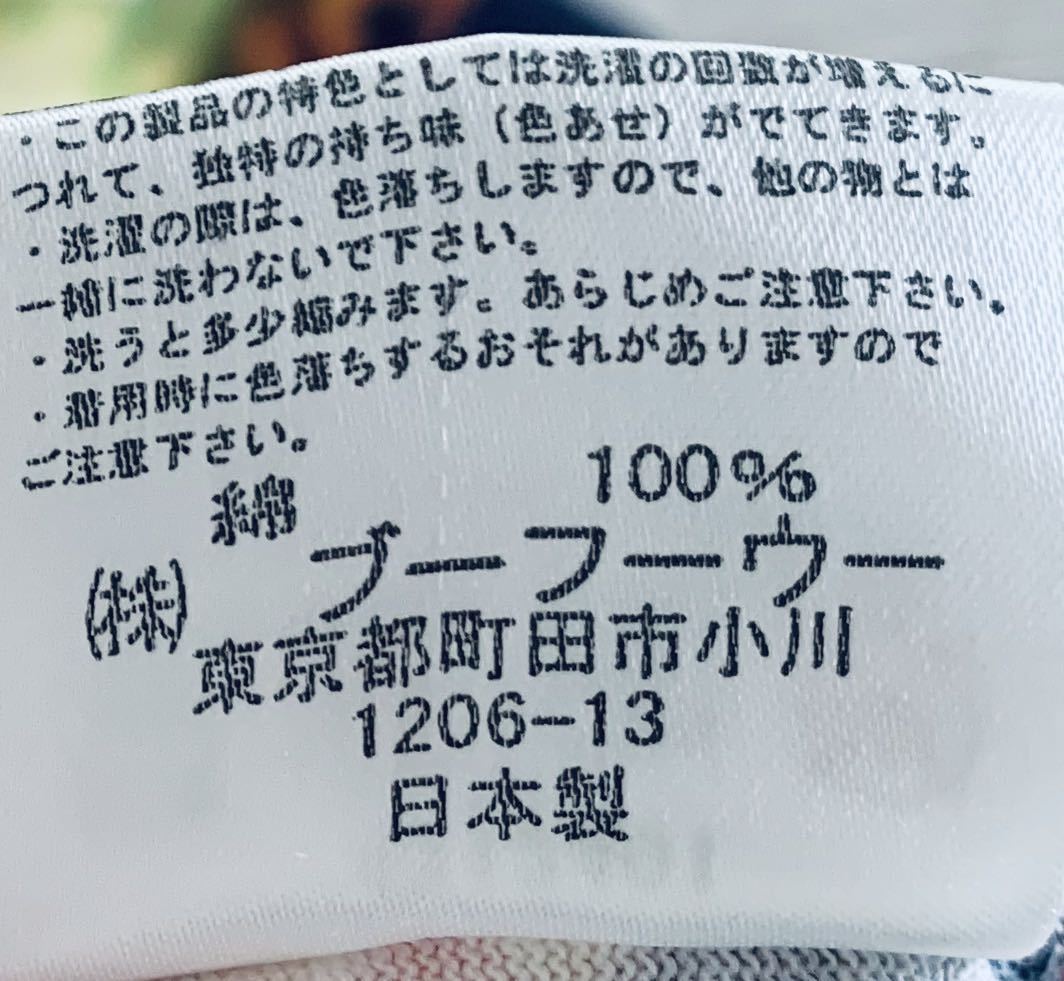 ・この製品の特色としては洗濯の回数が増えるに
つれて、独特の持ち味（色あせ）がでてきます。
・洗濯の際は、色落ちしますので、他の物とは
一緒に洗わないで下さい。
・洗うと多少縮みます。あらじめご注意下さい。
・着用時に色落ちするおそれがありますので
ご注意下さい。
綿 100%
㈱ブーフーウー
東京都町田市小川
1206-13
日本製